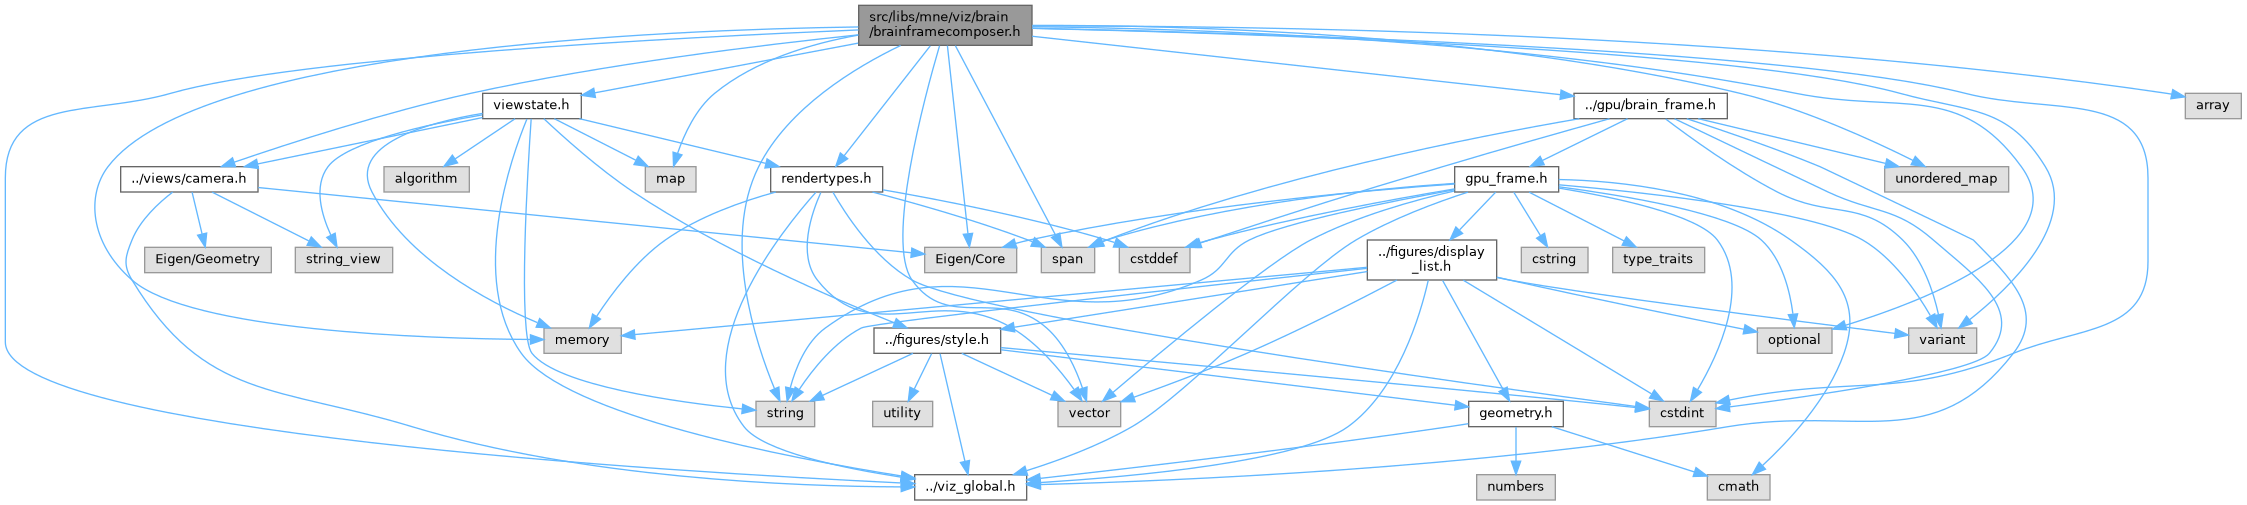 src/libs/mne/viz/brain
/brainframecomposer.h
viewstate.h
../gpu/brain_frame.h
array
../views/camera.h
algorithm
map
rendertypes.h
gpu_frame.h
unordered_map
Eigen/Geometry
string_view
Eigen/Core
span
cstddef
../figures/display
_list.h
cstring
type_traits
memory
../figures/style.h
optional
variant
string
utility
vector
geometry.h
cstdint
../viz_global.h
numbers
cmath